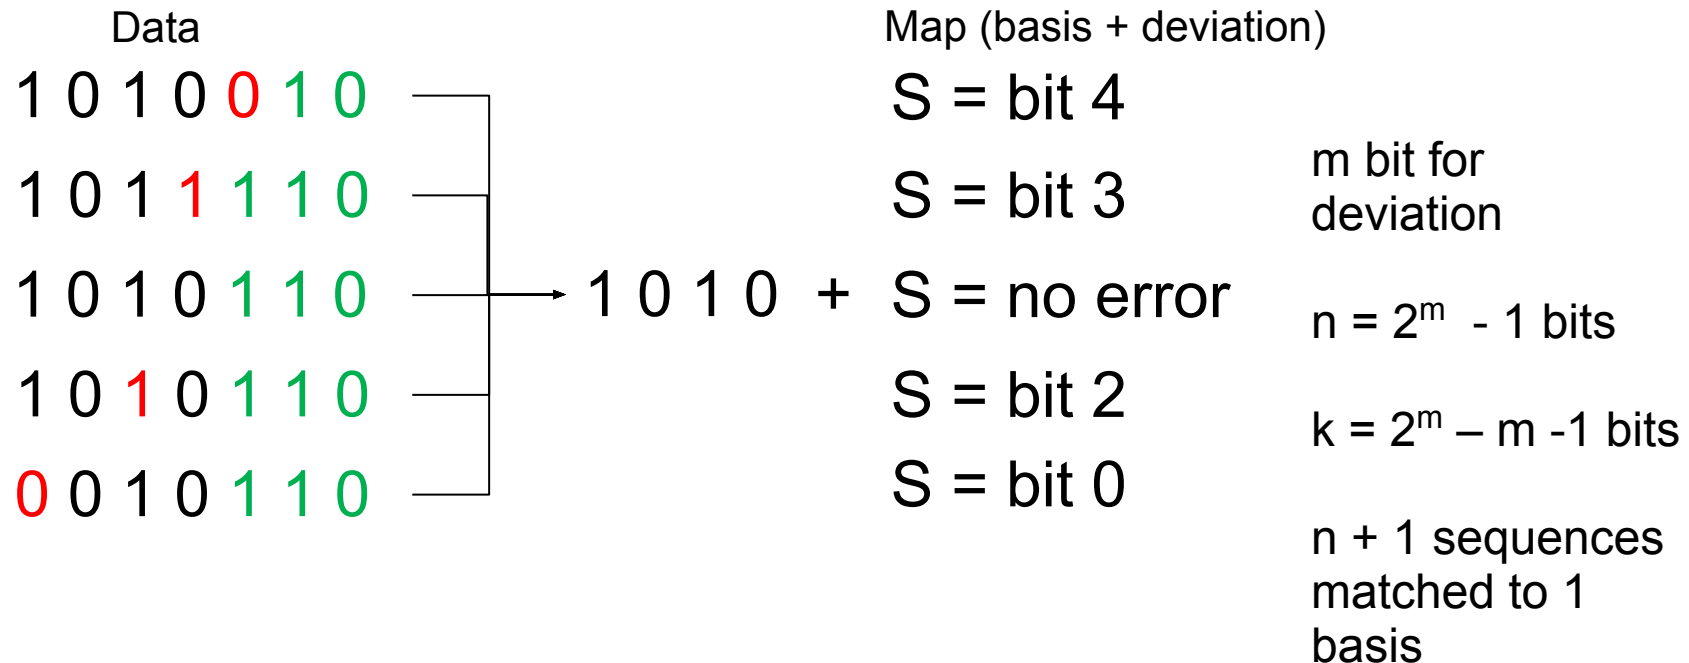 Data
Map (basis + deviation)
1 0 1 0 0 1 0
S = bit 4
1 0 1 1 1 1 0
S = bit 3
m bit for
deviation
1 0 1 0 1 1 0
1 0 1 0 + S = no error
n = 2^m - 1 bits
1 0 1 0 1 1 0
S = bit 2
k = 2^m – m -1 bits
0 0 1 0 1 1 0
S = bit 0
n + 1 sequences
matched to 1
basis